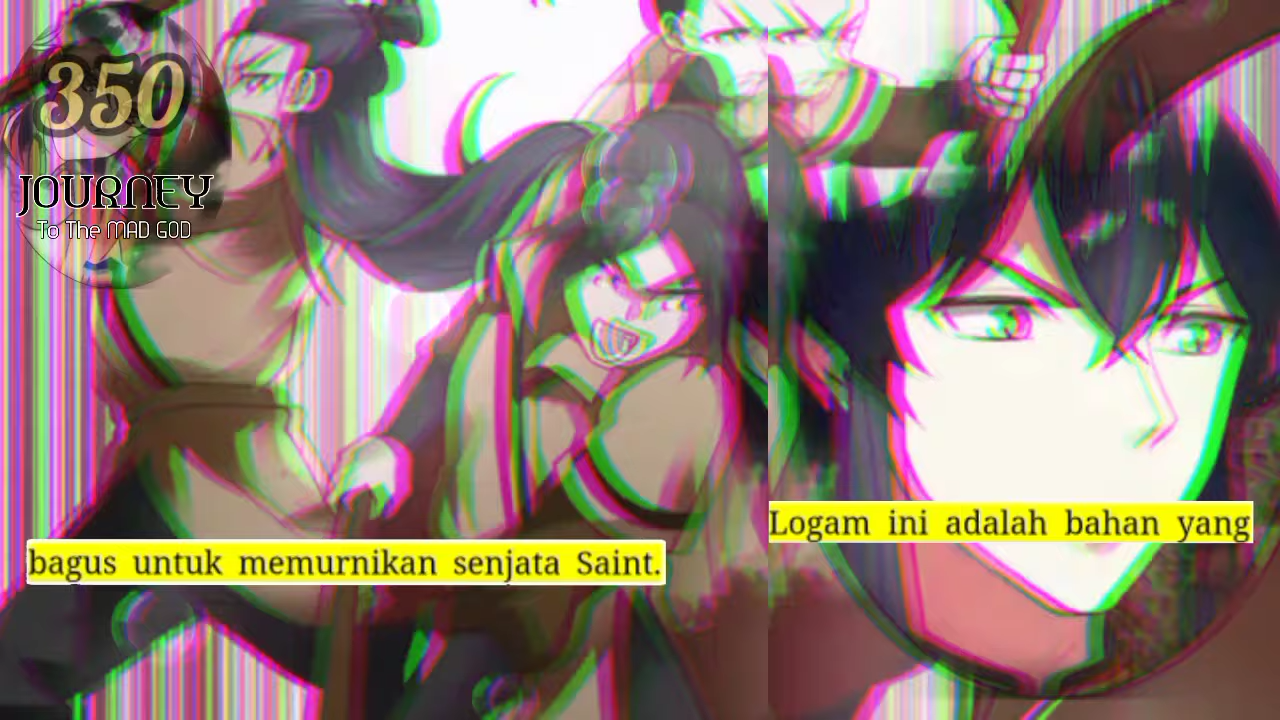 350
JOURNEY
To The MAD GOD
Logam ini adalah bahan yang
bagus untuk memurnikan senjata Saint.